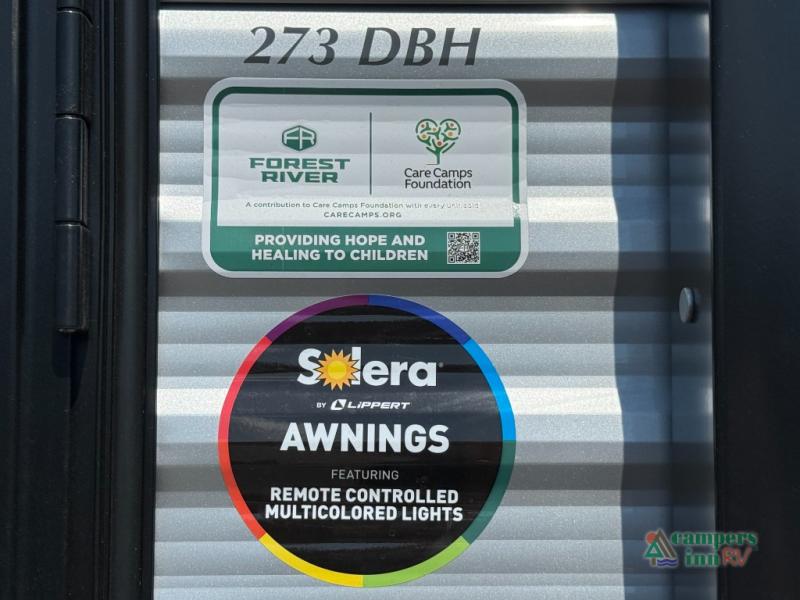 273 DBH
FOREST
RIVER
Care Camps
Foundation
A contribution to Care Camps Foundation with every unit sold
CARECAMPS.ORG
PROVIDING HOPE AND
HEALING TO CHILDREN
Solera
BY LIPPERT
AWNINGS
FEATURING
REMOTE CONTROLLED
MULTICOLORED LIGHTS
campers
inn RV